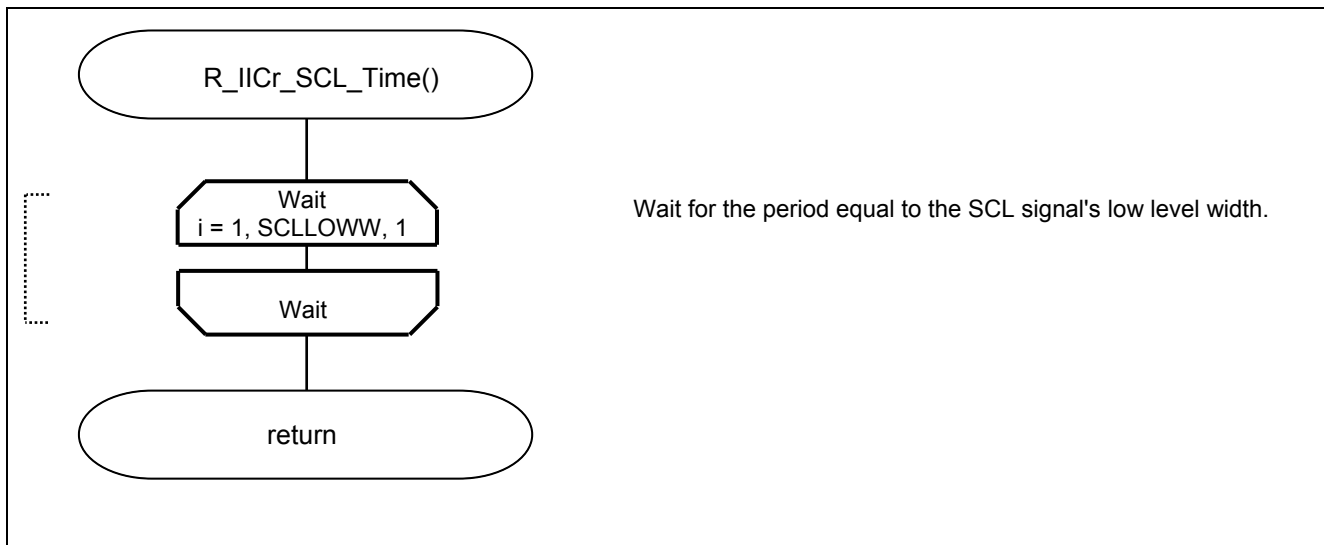 R_IICr_SCL_Time()
Wait
i = 1, SCLLOWW, 1
Wait for the period equal to the SCL signal's low level width.
Wait
return